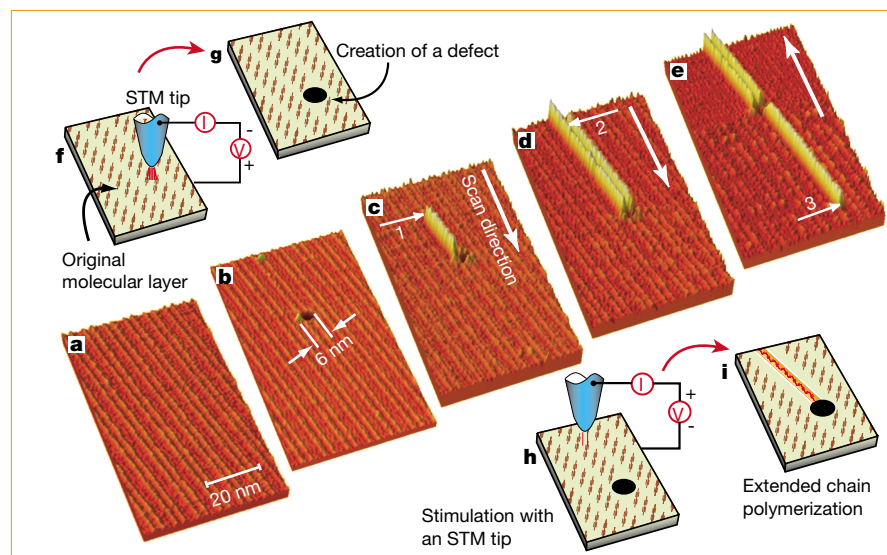 g
Creation of a defect
STM tip
I
-
V
+
f
Original
molecular layer
a
20 nm
b
6 nm
c
1
Scan direction
d
2
e
3
h
I
+
V
-
Stimulation with
an STM tip
i
Extended chain
polymerization